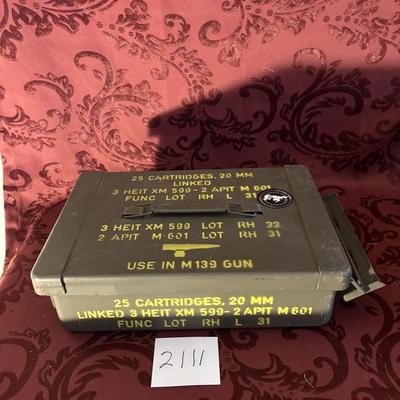 25 CARTRIDGES, 20 MM
LINKED
3 HEIT XM 599-2 APIT M 601
FUNC LOT RH L 31
3 HEIT XM 599 LOT RH 33
2 APIT M 601 LOT RH 31
USE IN M 139 GUN
25 CARTRIDGES, 20 MM
LINKED 3 HEIT XM 599-2 APIT M 601
FUNC LOT RH L 31
2111